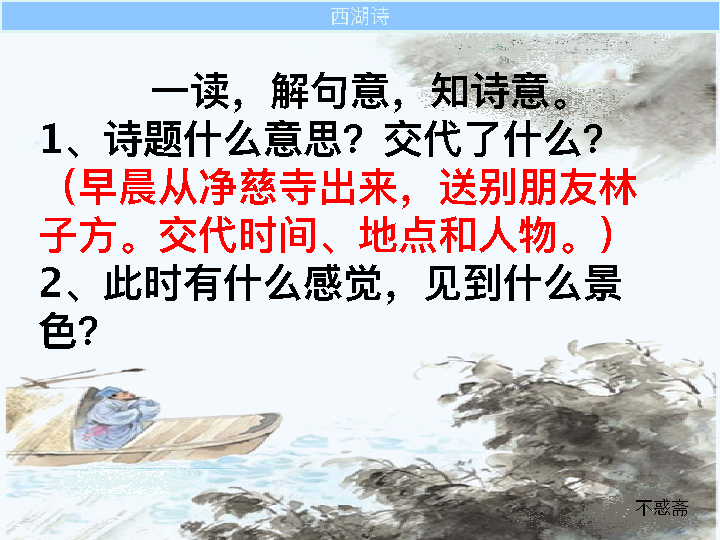 西湖诗
一读，解句意，知诗意。
1、诗题什么意思？交代了什么？
（早晨从净慈寺出来，送别朋友林
子方。交代时间、地点和人物。）
2、此时有什么感觉，见到什么景
色？
不惑斋